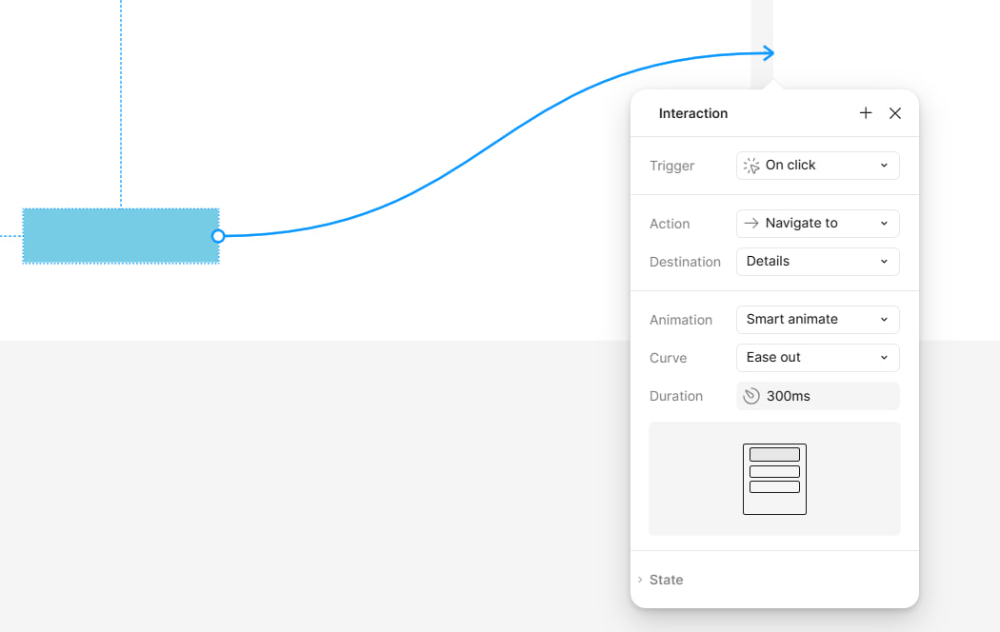 Interaction
Trigger On click
Action Navigate to
Destination Details
Animation Smart animate
Curve Ease out
Duration 300ms
State